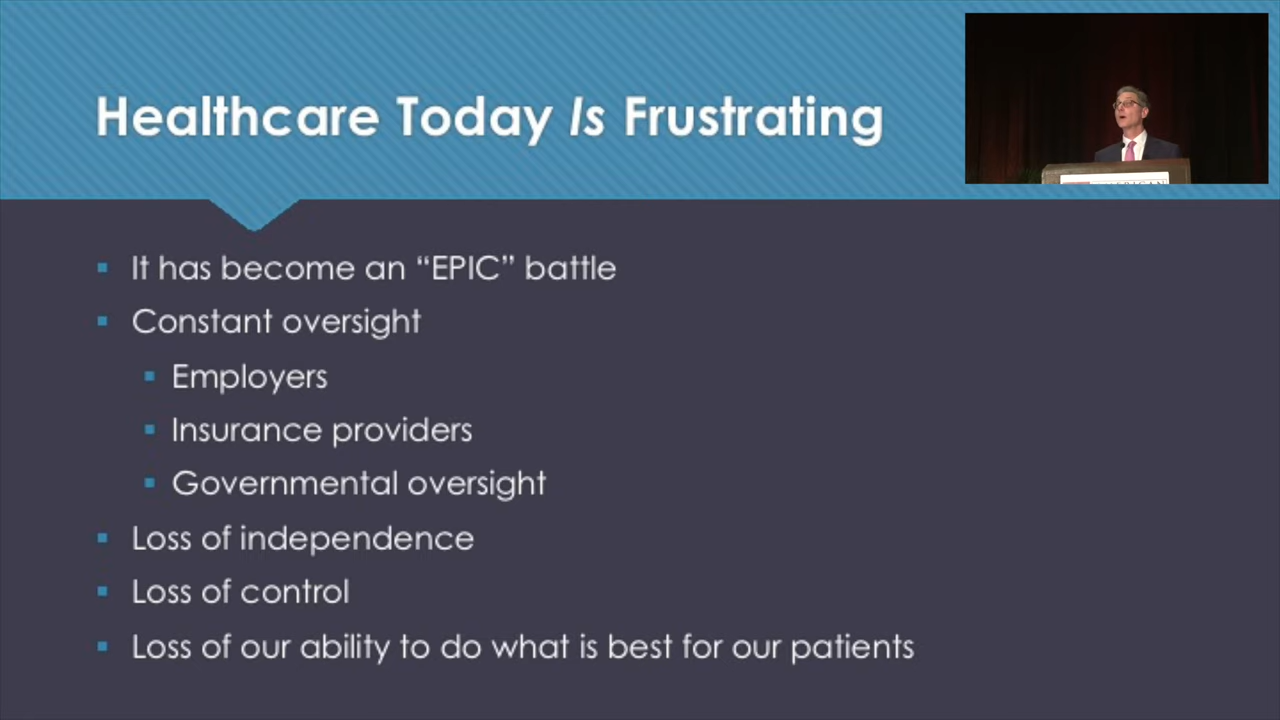 Healthcare Today Is Frustrating
It has become an “EPIC” battle
Constant oversight
Employers
Insurance providers
Governmental oversight
Loss of independence
Loss of control
Loss of our ability to do what is best for our patients